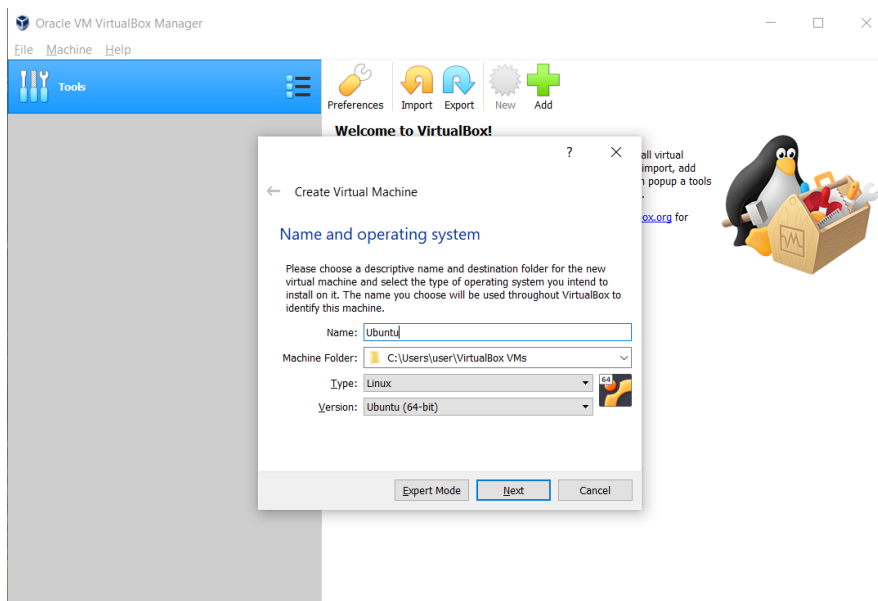 Oracle VM VirtualBox Manager
File Machine Help
Tools
Preferences Import Export New Add
Welcome to VirtualBox!
all virtual
import, add
popup a tools
.
ox.org for
? ×
Create Virtual Machine
Name and operating system
Please choose a descriptive name and destination folder for the new
virtual machine and select the type of operating system you intend to
install on it. The name you choose will be used throughout VirtualBox to
identify this machine.
Name: Ubuntu
Machine Folder: C:\Users\user\VirtualBox VMs
Type: Linux
64
Version: Ubuntu (64-bit)
Expert Mode Next Cancel